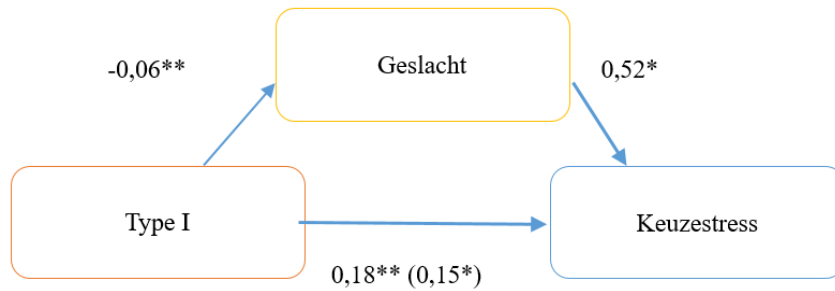 -0,06**
Geslacht
0,52*
Type I
Keuzestress
0,18** (0,15*)